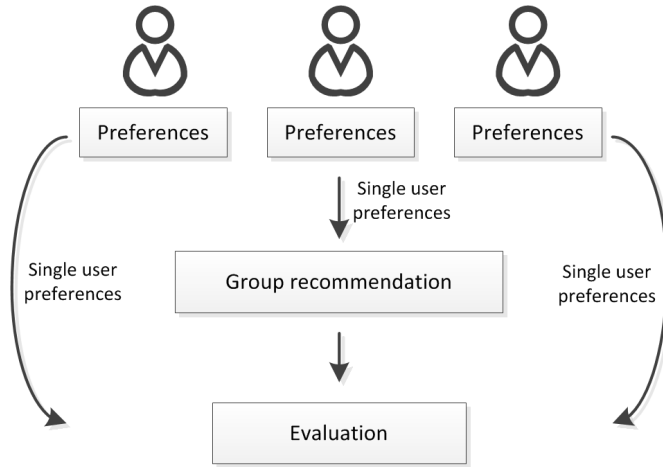 Preferences
Preferences
Preferences
Single user
preferences
Group recommendation
Single user
preferences
Single user
preferences
Evaluation